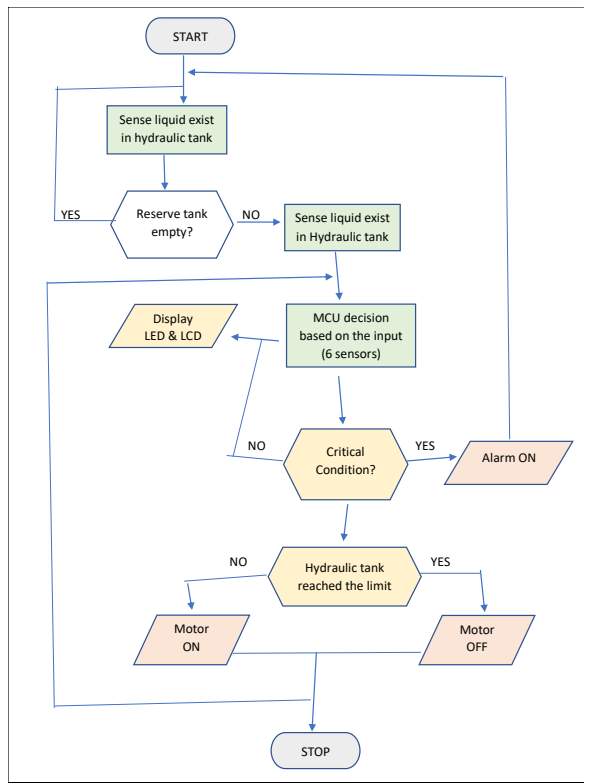 START
Sense liquid exist
in hydraulic tank
YES
Reserve tank
empty?
NO
Sense liquid exist
in Hydraulic tank
Display
LED & LCD
MCU decision
based on the input
(6 sensors)
NO
Critical
Condition?
YES
Alarm ON
NO
Hydraulic tank
reached the limit
YES
Motor
ON
Motor
OFF
STOP